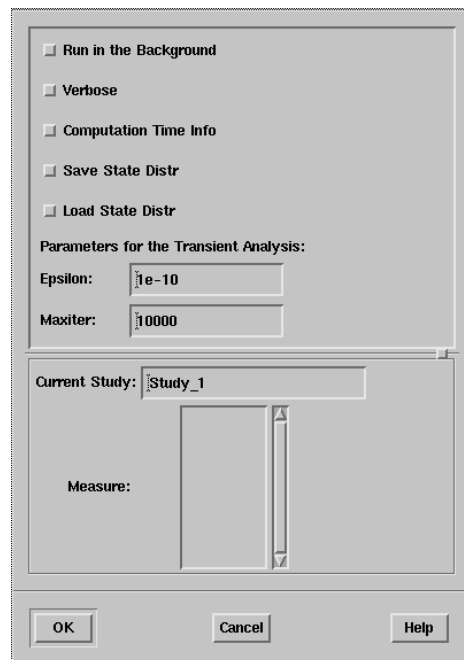 Run in the Background
Verbose
Computation Time Info
Save State Distr
Load State Distr
Parameters for the Transient Analysis:
Epsilon: 1e-10
Maxiter: 10000
Current Study: Study_1
Measure:
OK Cancel Help